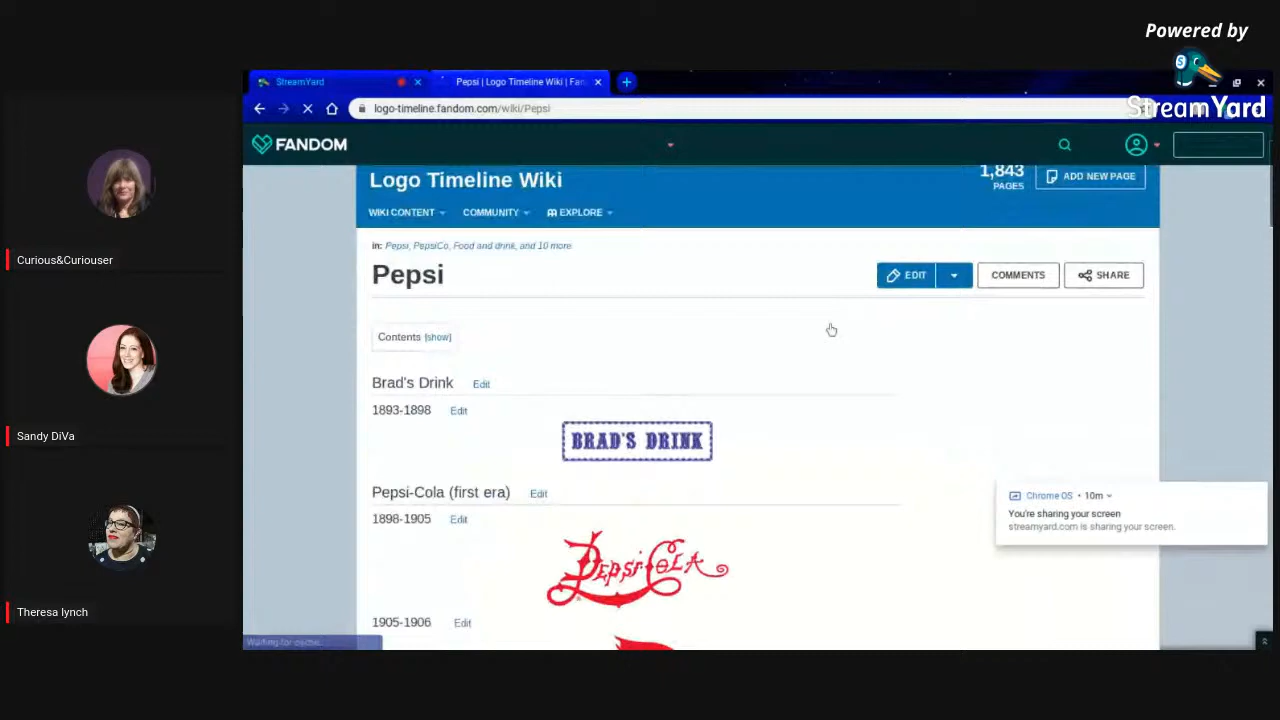 Powered by
StreamYard
StreamYard
Pepsi | Logo Timeline Wiki | Fan
logo-timeline.fandom.com/wiki/Pepsi
FANDOM
Logo Timeline Wiki
1,843
PAGES
ADD NEW PAGE
WIKI CONTENT
COMMUNITY
EXPLORE
in: Pepsi, PepsiCo, Food and drink, and 10 more
Pepsi
EDIT
COMMENTS
SHARE
Contents [show]
Brad's Drink Edit
1893-1898 Edit
BRAD'S DRINK
Pepsi-Cola (first era) Edit
1898-1905 Edit
Pepsi-Cola
1905-1906 Edit
Chrome OS • 10m
You're sharing your screen
streamyard.com is sharing your screen.
Curious&Curiouser
Sandy DiVa
Theresa lynch
Waiting for cache...